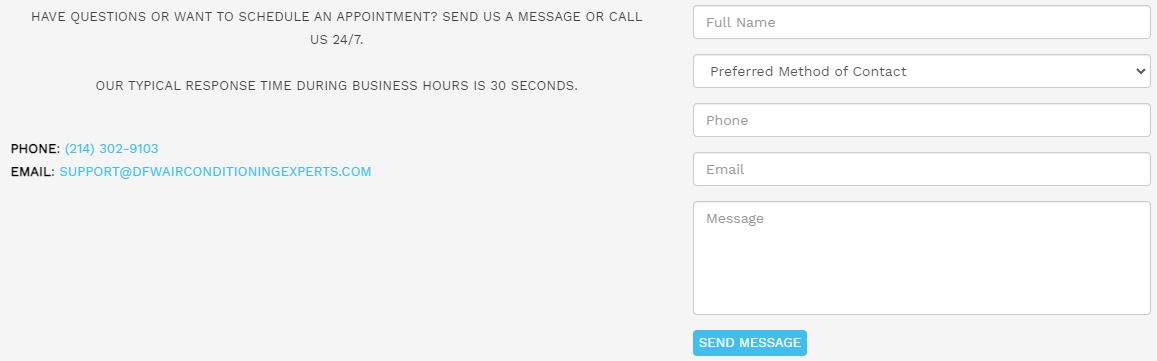 HAVE QUESTIONS OR WANT TO SCHEDULE AN APPOINTMENT? SEND US A MESSAGE OR CALL
US 24/7.
OUR TYPICAL RESPONSE TIME DURING BUSINESS HOURS IS 30 SECONDS.
PHONE: (214) 302-9103
EMAIL: SUPPORT@DFWAIRCONDITIONINGEXPERTS.COM
Full Name
Preferred Method of Contact
Phone
Email
Message
SEND MESSAGE